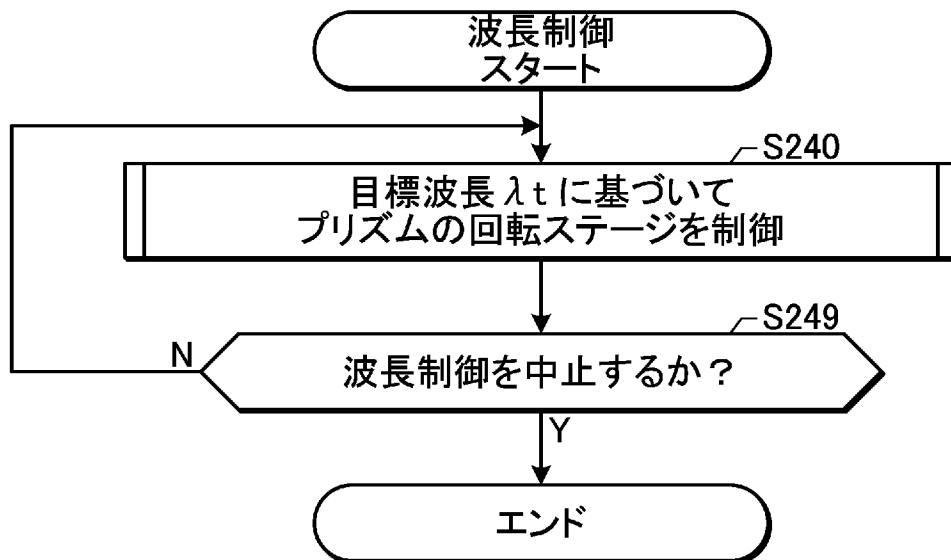 波長制御
スタート
S240
目標波長λtに基づいて
プリズムの回転ステージを制御
S249
波長制御を中止するか？
N
Y
エンド